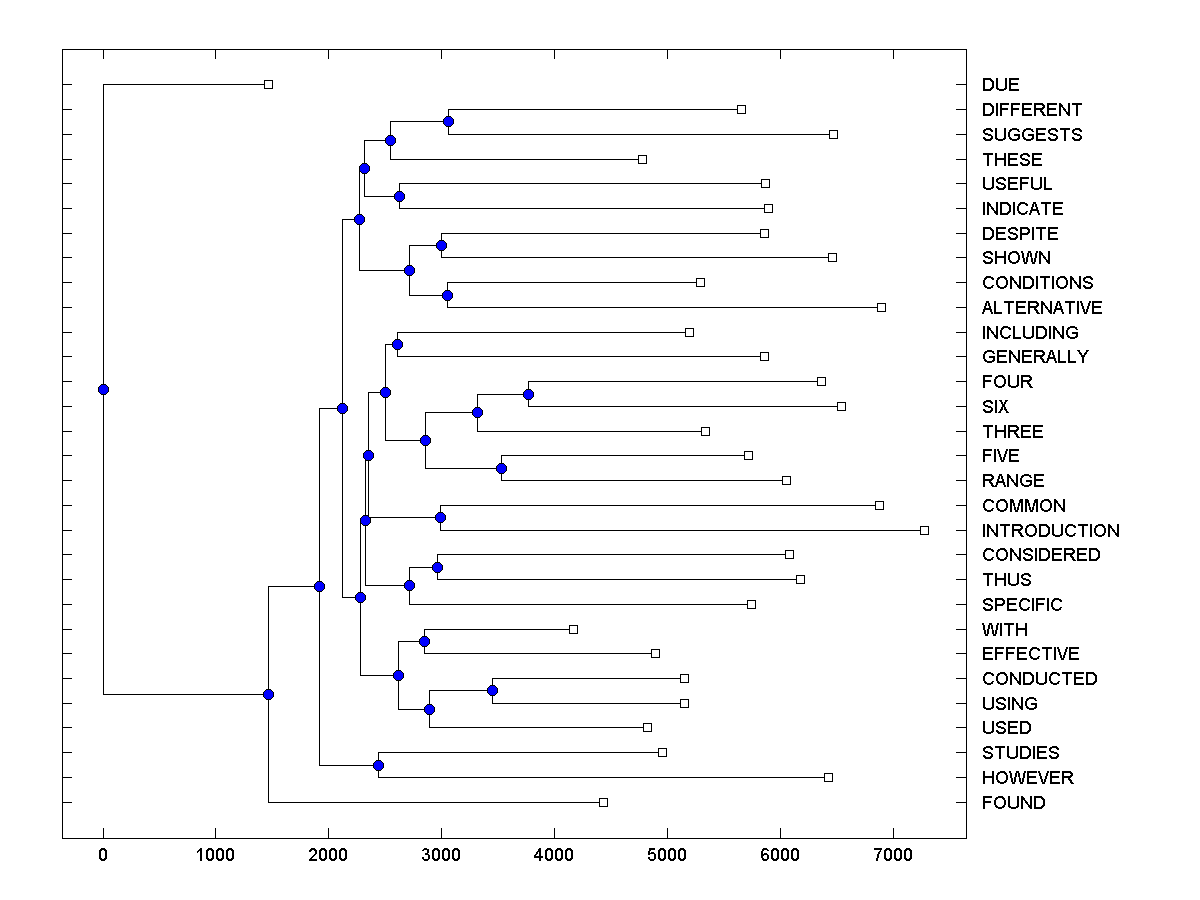 DUE
DIFFERENT
SUGGESTS
THESE
USEFUL
INDICATE
DESPITE
SHOWN
CONDITIONS
ALTERNATIVE
INCLUDING
GENERALLY
FOUR
SIX
THREE
FIVE
RANGE
COMMON
INTRODUCTION
CONSIDERED
THUS
SPECIFIC
WITH
EFFECTIVE
CONDUCTED
USING
USED
STUDIES
HOWEVER
FOUND
0 1000 2000 3000 4000 5000 6000 7000